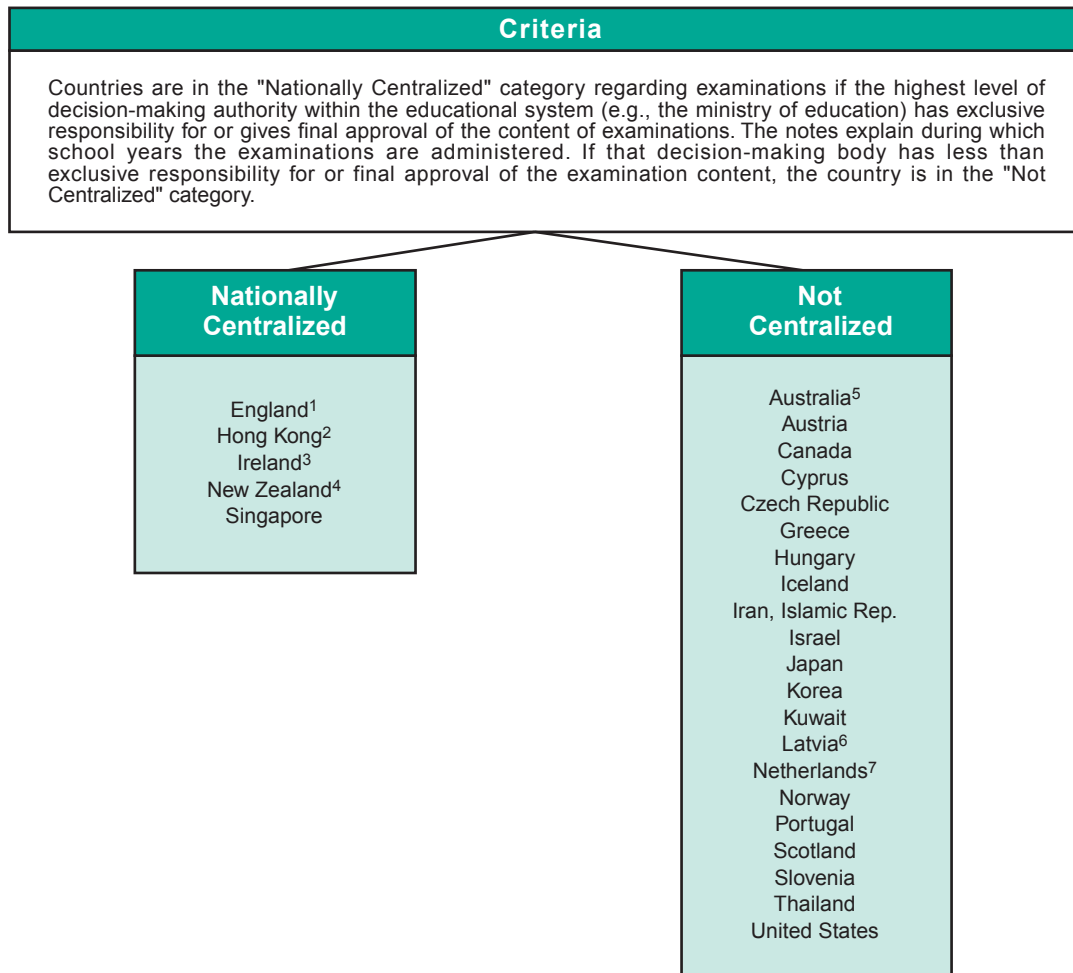 Criteria
Countries are in the "Nationally Centralized" category regarding examinations if the highest level of
decision-making authority within the educational system (e.g., the ministry of education) has exclusive
responsibility for or gives final approval of the content of examinations. The notes explain during which
school years the examinations are administered. If that decision-making body has less than
exclusive responsibility for or final approval of the examination content, the country is in the "Not
Centralized" category.
Nationally
Centralized
England1
Hong Kong2
Ireland3
New Zealand4
Singapore
Not
Centralized
Australia5
Austria
Canada
Cyprus
Czech Republic
Greece
Hungary
Iceland
Iran, Islamic Rep.
Israel
Japan
Korea
Kuwait
Latvia6
Netherlands7
Norway
Portugal
Scotland
Slovenia
Thailand
United States